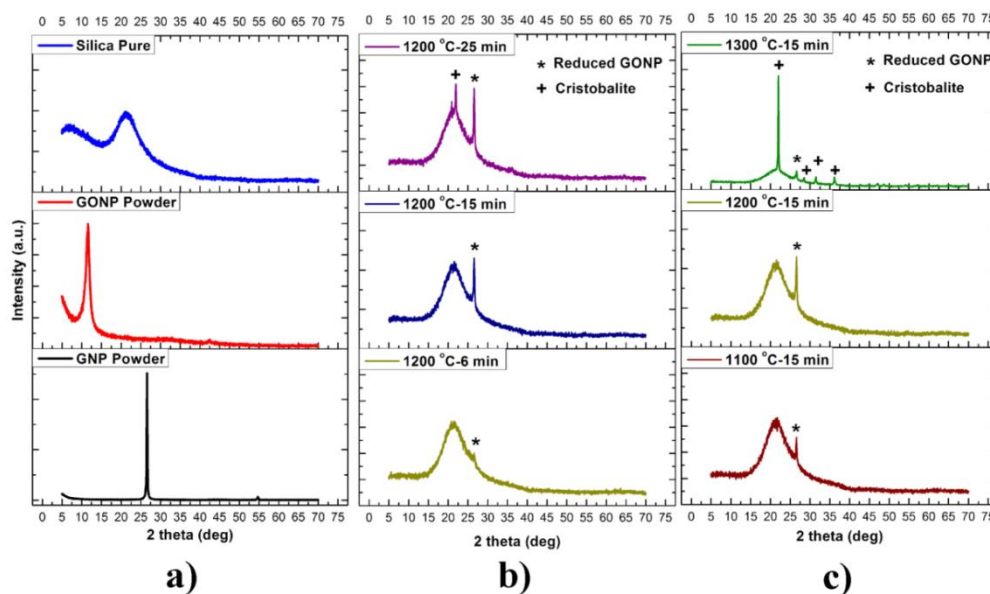 0 5 10 15 20 25 30 35 40 45 50 55 60 65 70 75
Silica Pure
GONP Powder
GNP Powder
Intensity (a.u.)
0 5 10 15 20 25 30 35 40 45 50 55 60 65 70 75
2 theta (deg)
a)
0 5 10 15 20 25 30 35 40 45 50 55 60 65 70 75
1200 °C-25 min
* Reduced GONP
+ Cristobalite
+ *
1200 °C-15 min
*
1200 °C-6 min
*
0 5 10 15 20 25 30 35 40 45 50 55 60 65 70 75
2 theta (deg)
b)
0 5 10 15 20 25 30 35 40 45 50 55 60 65 70 75
1300 °C-15 min
* Reduced GONP
+ Cristobalite
+
* + + +
1200 °C-15 min
*
1100 °C-15 min
*
0 5 10 15 20 25 30 35 40 45 50 55 60 65 70 75
2 theta (deg)
c)